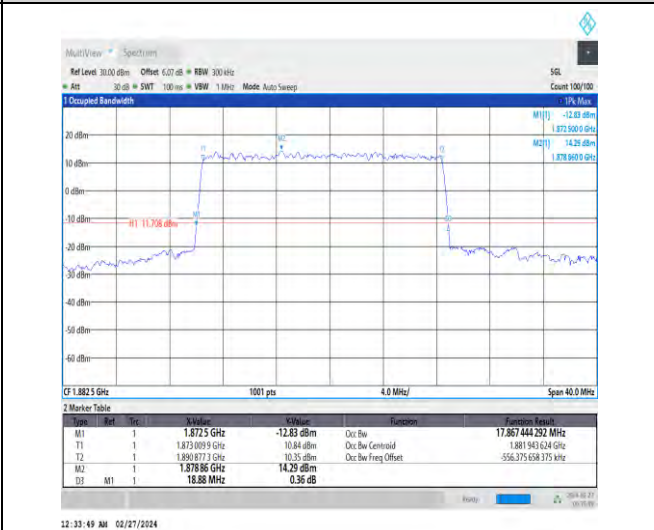 MultiView Spectrum
Ref Level 30.00 dBm Offset 6.07 dB RBW 300 kHz SGL
Att 30 dB SWT 100 ms VBW 1 MHz Mode Auto Sweep Count 100/100
1 Occupied Bandwidth 1Pk Max
M1[1] -12.83 dBm
1.872 500 0 GHz
M2[1] 14.29 dBm
1.878 860 0 GHz
20 dBm
T1 M2 T2
10 dBm
0 dBm
-10 dBm M1 D3
H1 -11.708 dBm
-20 dBm
-30 dBm
-40 dBm
-50 dBm
-60 dBm
CF 1.882 5 GHz 1001 pts 4.0 MHz/ Span 40.0 MHz
2 Marker Table
Type Ref Trc X-Value Y-Value Function Function Result
M1 1 1.8725 GHz -12.83 dBm Occ Bw 17.867 444 292 MHz
T1 1 1.873 009 9 GHz 10.84 dBm Occ Bw Centroid 1.881 943 624 GHz
T2 1 1.890 877 3 GHz 10.35 dBm Occ Bw Freq Offset -556.375 658 375 kHz
M2 1 1.878 86 GHz 14.29 dBm
D3 M1 1 18.88 MHz 0.36 dB
12:33:49 AM 02/27/2024